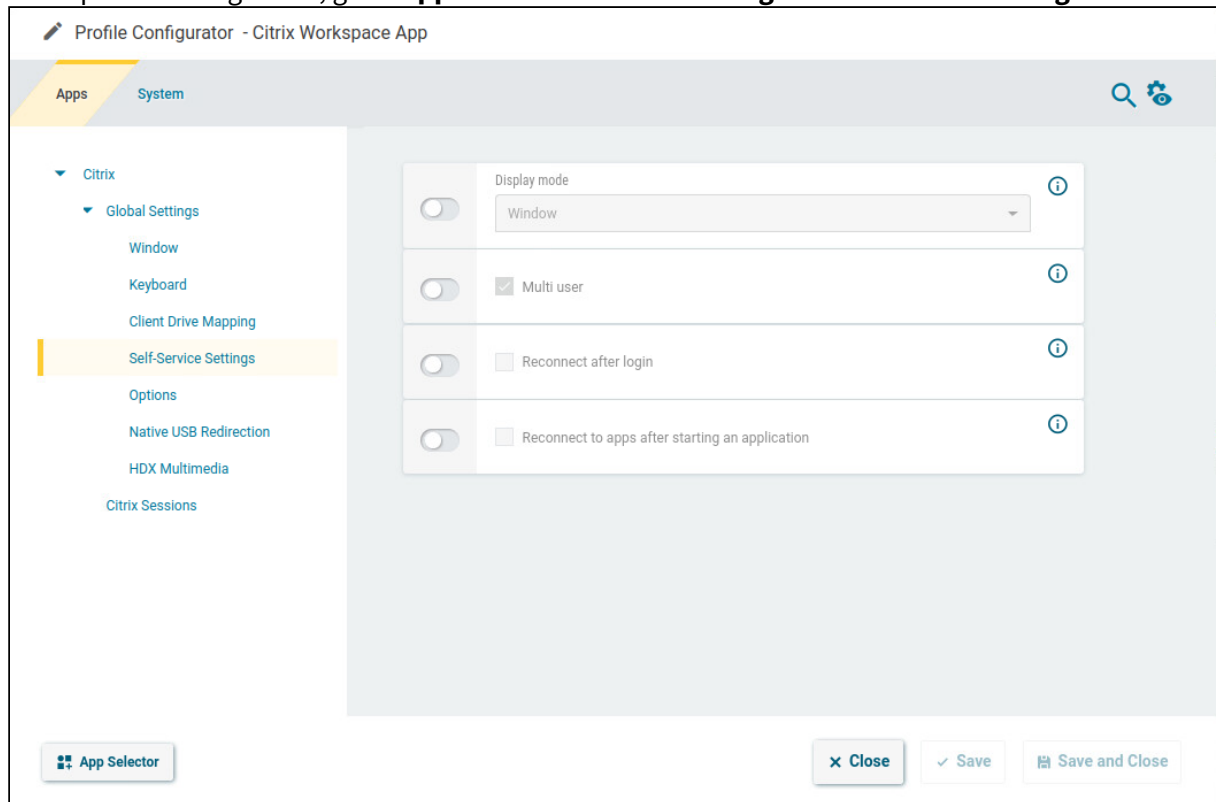 Profile Configurator - Citrix Workspace App
Apps
System
Citrix
Global Settings
Window
Keyboard
Client Drive Mapping
Self-Service Settings
Options
Native USB Redirection
HDX Multimedia
Citrix Sessions
Display mode
Window
Multi user
Reconnect after login
Reconnect to apps after starting an application
App Selector
Close
Save
Save and Close